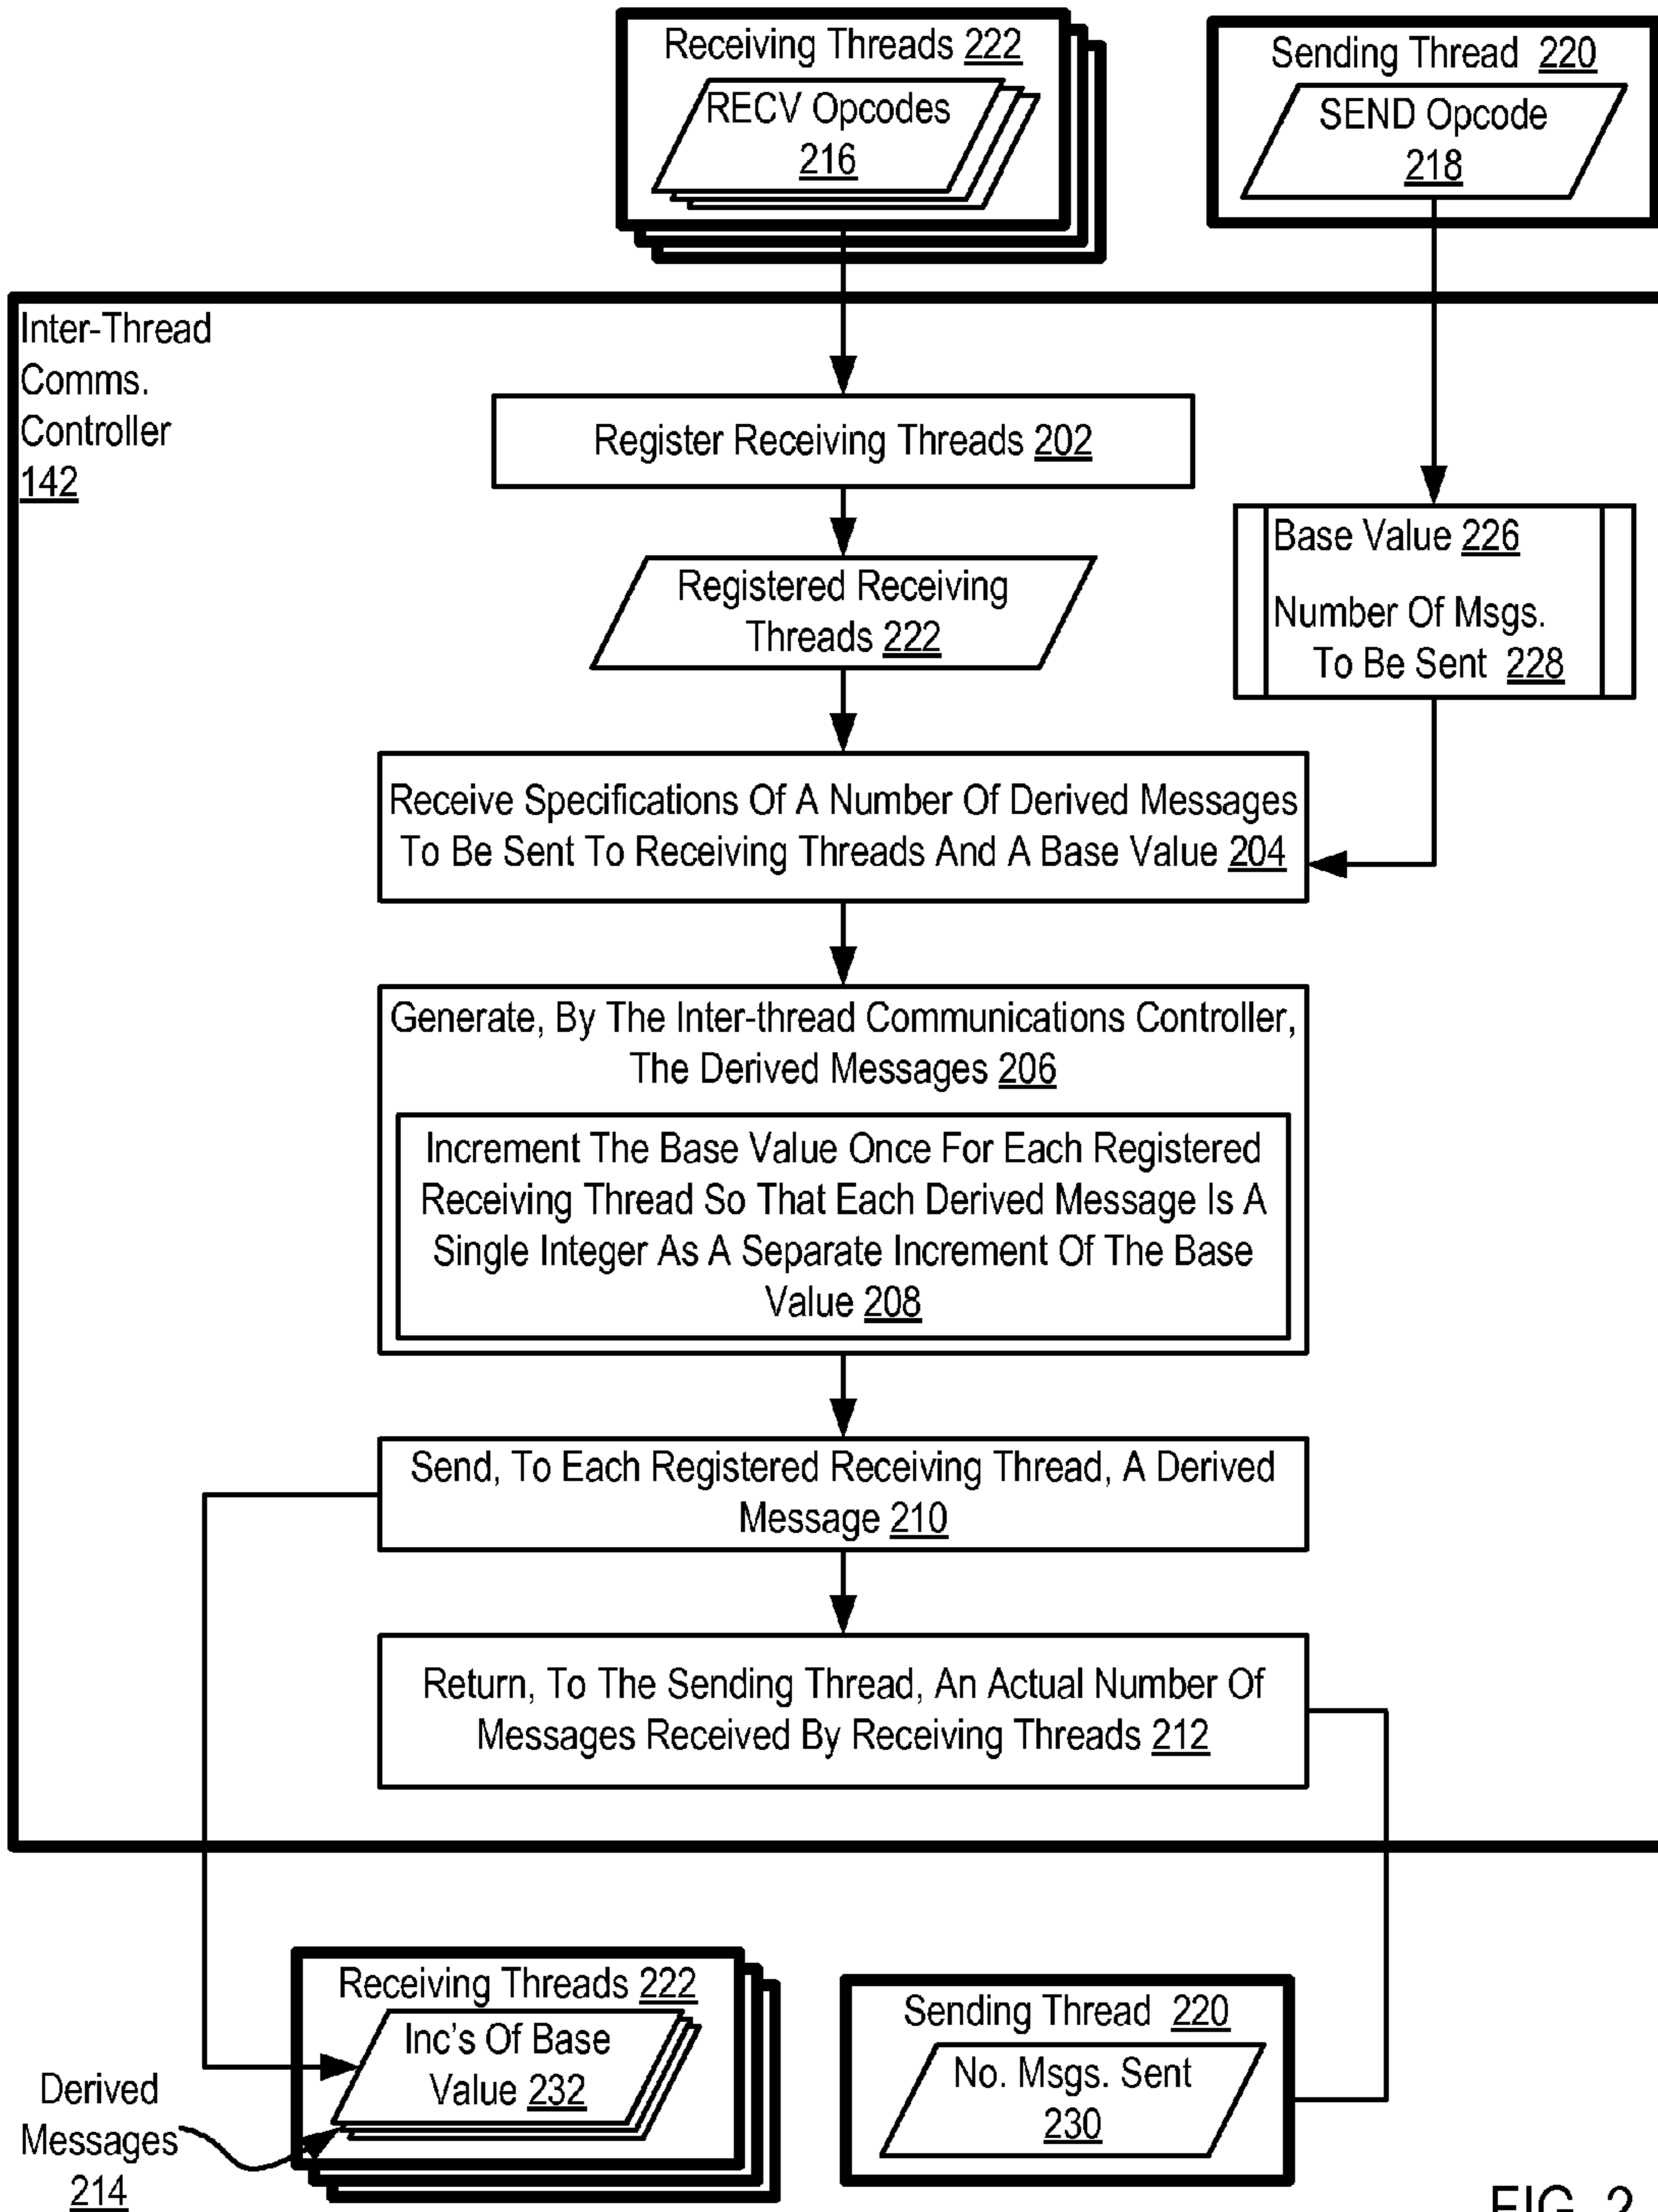 Receiving Threads 222
RECV Opcodes
216
Sending Thread 220
SEND Opcode
218
Inter-Thread
Comms.
Controller
142
Register Receiving Threads 202
Registered Receiving
Threads 222
Base Value 226
Number Of Msgs.
To Be Sent 228
Receive Specifications Of A Number Of Derived Messages
To Be Sent To Receiving Threads And A Base Value 204
Generate, By The Inter-thread Communications Controller,
The Derived Messages 206
Increment The Base Value Once For Each Registered
Receiving Thread So That Each Derived Message Is A
Single Integer As A Separate Increment Of The Base
Value 208
Send, To Each Registered Receiving Thread, A Derived
Message 210
Return, To The Sending Thread, An Actual Number Of
Messages Received By Receiving Threads 212
Receiving Threads 222
Inc's Of Base
Value 232
Derived
Messages
214
Sending Thread 220
No. Msgs. Sent
230
FIG. 2